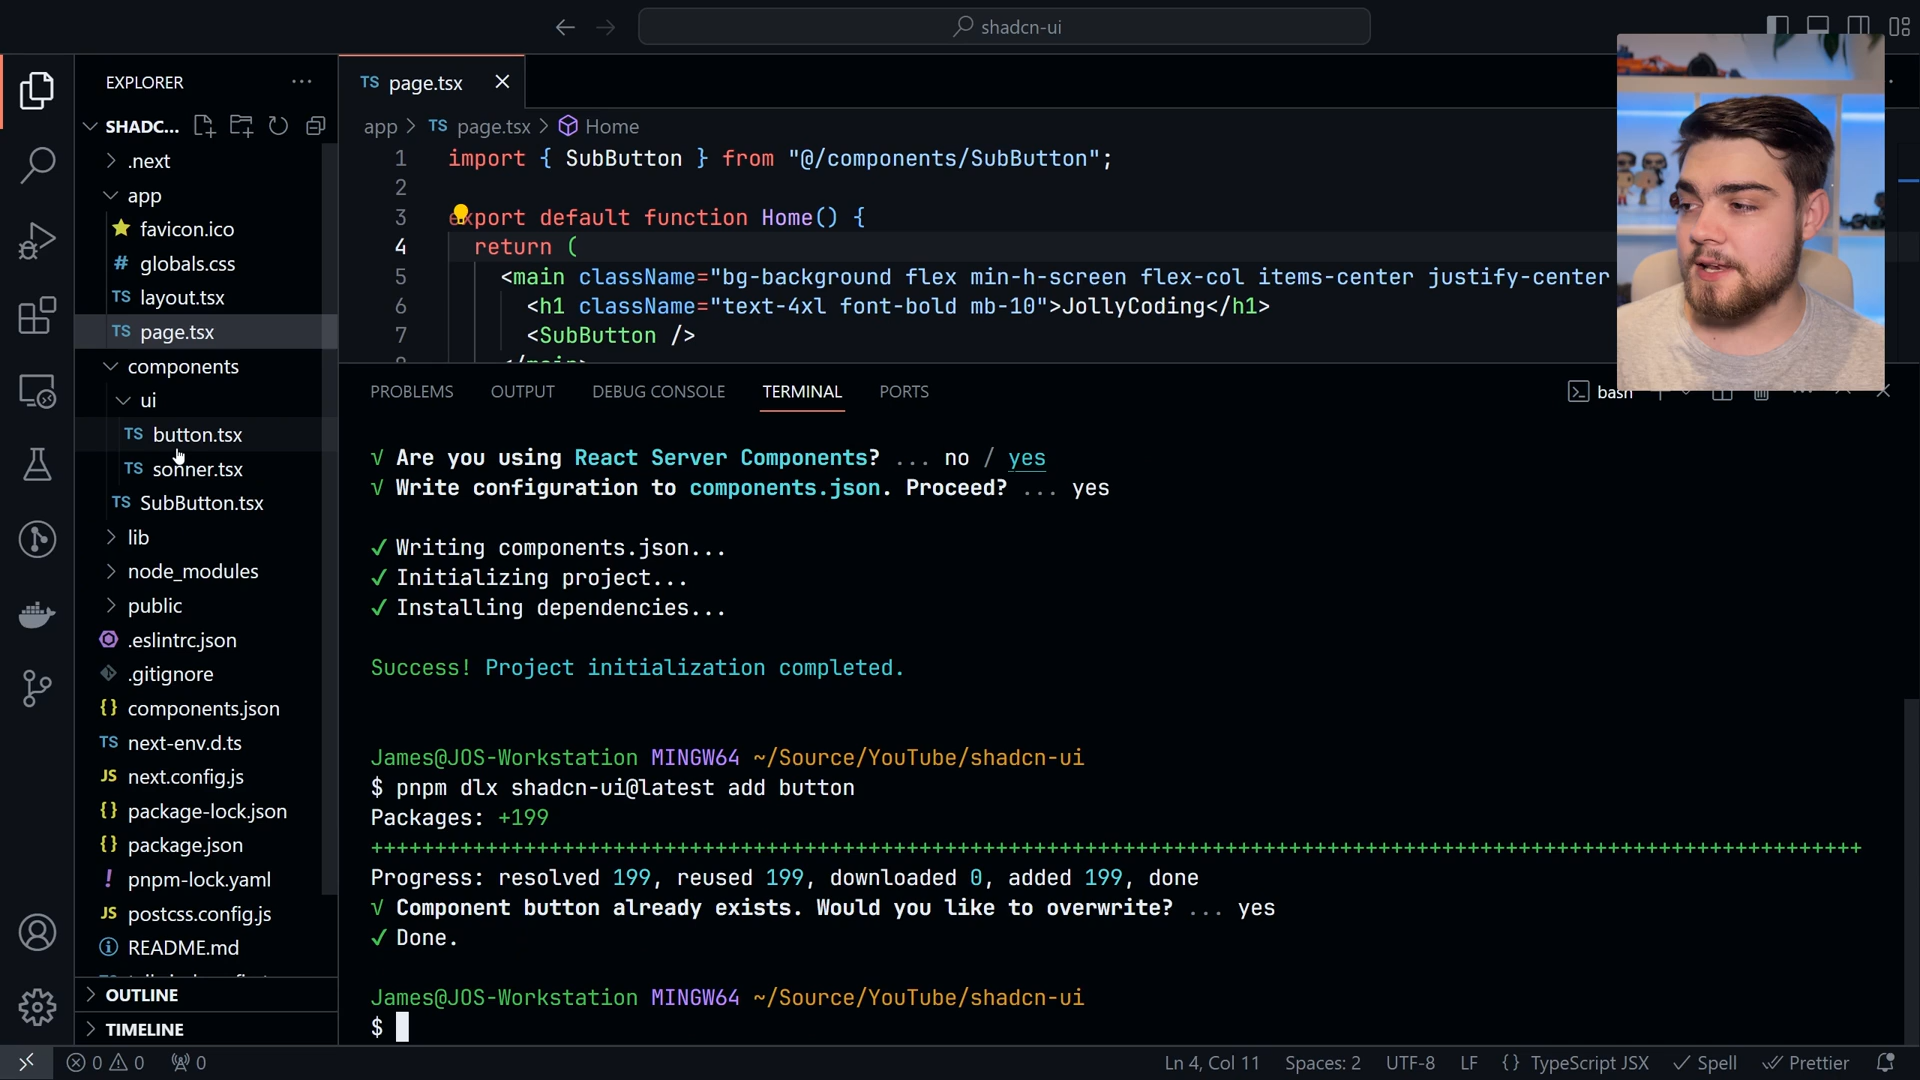 shadcn-ui
EXPLORER
SHADC...
.next
app
favicon.ico
# globals.css
TS layout.tsx
TS page.tsx
components
ui
TS button.tsx
TS sonner.tsx
TS SubButton.tsx
lib
node_modules
public
.eslintrc.json
.gitignore
{} components.json
TS next-env.d.ts
JS next.config.js
{} package-lock.json
{} package.json
! pnpm-lock.yaml
JS postcss.config.js
README.md
OUTLINE
TIMELINE
TS page.tsx
app > TS page.tsx > Home
1 import { SubButton } from "@/components/SubButton";
2
3 export default function Home() {
4 return (
5 <main className="bg-background flex min-h-screen flex-col items-center justify-center
6 <h1 className="text-4xl font-bold mb-10">JollyCoding</h1>
7 <SubButton />
PROBLEMS OUTPUT DEBUG CONSOLE TERMINAL PORTS
bash
√ Are you using React Server Components? ... no / yes
√ Write configuration to components.json. Proceed? ... yes
✓ Writing components.json...
✓ Initializing project...
✓ Installing dependencies...
Success! Project initialization completed.
James@JOS-Workstation MINGW64 ~/Source/YouTube/shadcn-ui
$ pnpm dlx shadcn-ui@latest add button
Packages: +199
+++++++++++++++++++++++++++++++++++++++++++++++++++++++++++++++++++++++++++++++++++++++++++++++++++++++++++++++++++++
Progress: resolved 199, reused 199, downloaded 0, added 199, done
√ Component button already exists. Would you like to overwrite? ... yes
✓ Done.
James@JOS-Workstation MINGW64 ~/Source/YouTube/shadcn-ui
$
0 0 0 Ln 4, Col 11 Spaces: 2 UTF-8 LF {} TypeScript JSX Spell Prettier